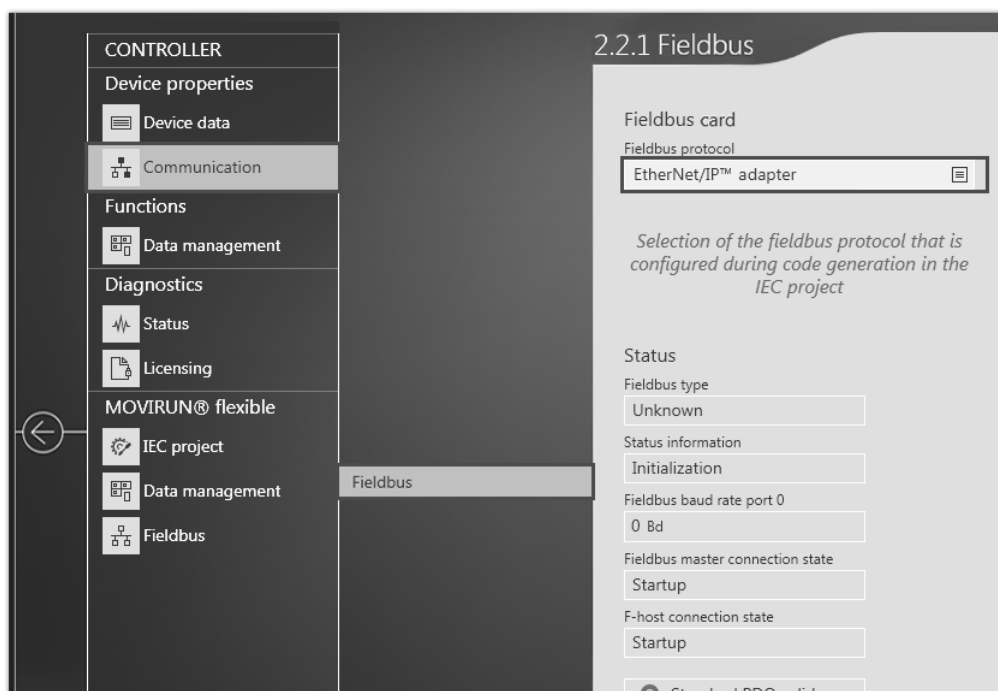 CONTROLLER
Device properties
Device data
Communication
Functions
Data management
Diagnostics
Status
Licensing
MOVIRUN® flexible
IEC project
Data management
Fieldbus
Fieldbus
2.2.1 Fieldbus
Fieldbus card
Fieldbus protocol
EtherNet/IP™ adapter
Selection of the fieldbus protocol that is
configured during code generation in the
IEC project
Status
Fieldbus type
Unknown
Status information
Initialization
Fieldbus baud rate port 0
0 Bd
Fieldbus master connection state
Startup
F-host connection state
Startup